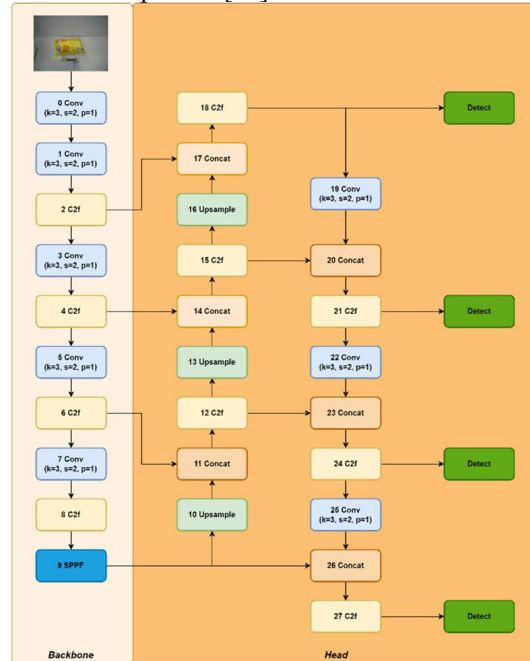 0 Conv
(k=3, s=2, p=1)
1 Conv
(k=3, s=2, p=1)
2 C2f
3 Conv
(k=3, s=2, p=1)
4 C2f
5 Conv
(k=3, s=2, p=1)
6 C2f
7 Conv
(k=3, s=2, p=1)
8 C2f
9 SPPF
Backbone
18 C2f
17 Concat
16 Upsample
15 C2f
14 Concat
13 Upsample
12 C2f
11 Concat
10 Upsample
19 Conv
(k=3, s=2, p=1)
20 Concat
21 C2f
22 Conv
(k=3, s=2, p=1)
23 Concat
24 C2f
25 Conv
(k=3, s=2, p=1)
26 Concat
27 C2f
Detect
Detect
Detect
Detect
Head